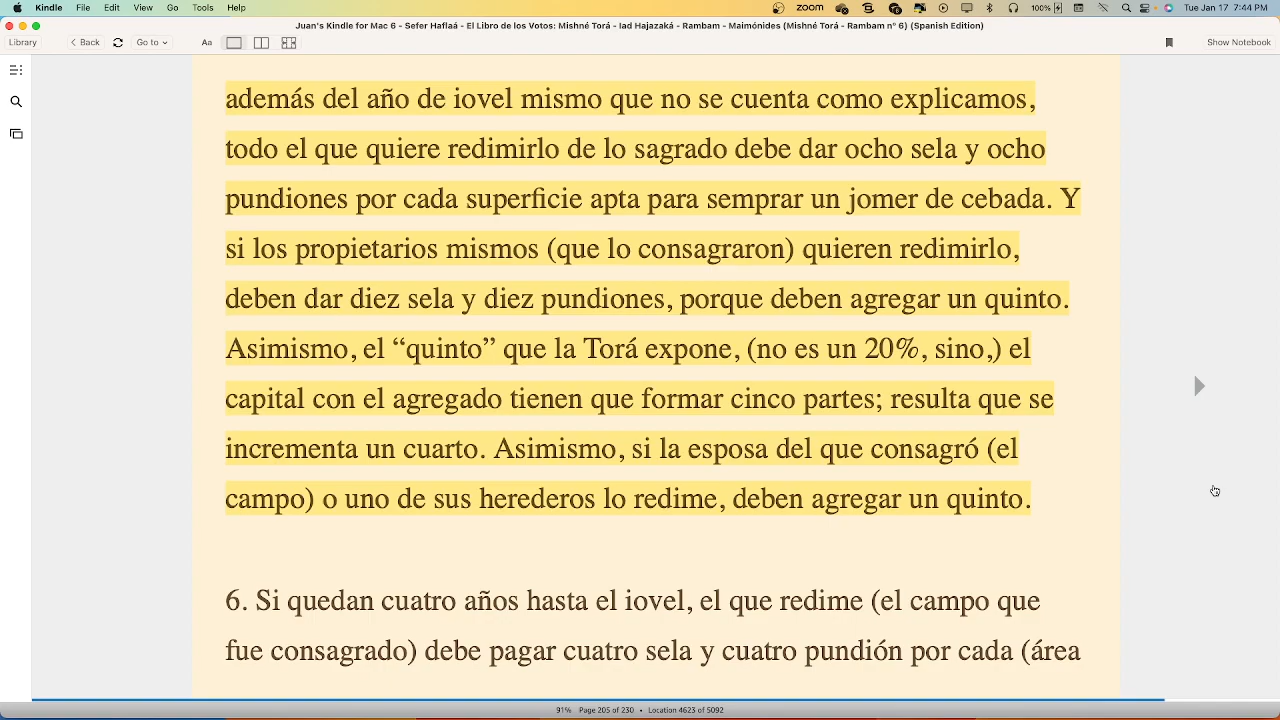 Kindle File Edit View Go Tools Help zoom 100% Tue Jan 17 7:44 PM
Juan's Kindle for Mac 6 - Sefer Haflaá - El Libro de los Votos: Mishné Torá - Iad Hajazaká - Rambam - Maimónides (Mishné Torá - Rambam nº 6) (Spanish Edition)
Library Back Go to Aa Show Notebook
además del año de iovel mismo que no se cuenta como explicamos,
todo el que quiere redimirlo de lo sagrado debe dar ocho sela y ocho
pundiones por cada superficie apta para semprar un jomer de cebada. Y
si los propietarios mismos (que lo consagraron) quieren redimirlo,
deben dar diez sela y diez pundiones, porque deben agregar un quinto.
Asimismo, el “quinto” que la Torá expone, (no es un 20%, sino,) el
capital con el agregado tienen que formar cinco partes; resulta que se
incrementa un cuarto. Asimismo, si la esposa del que consagró (el
campo) o uno de sus herederos lo redime, deben agregar un quinto.
6. Si quedan cuatro años hasta el iovel, el que redime (el campo que
fue consagrado) debe pagar cuatro sela y cuatro pundión por cada (área
91% Page 205 of 230 • Location 4623 of 5092